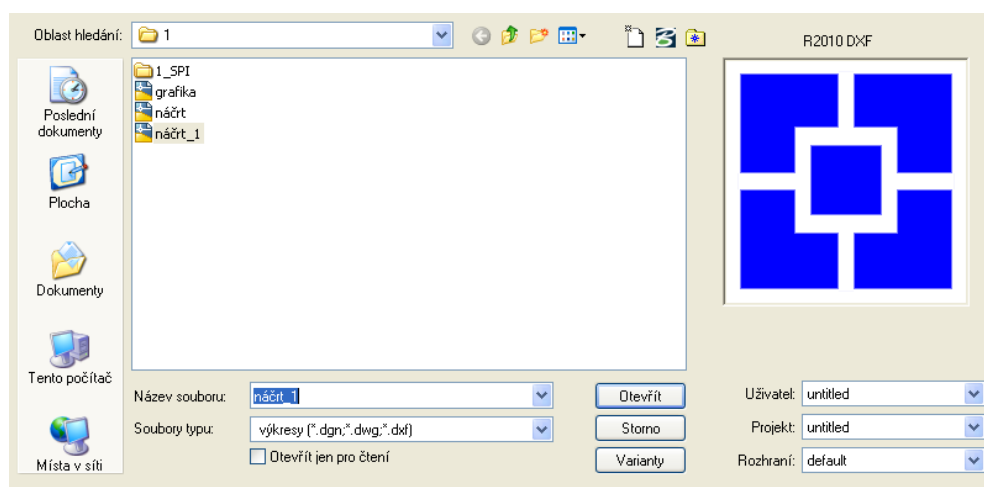 Oblast hledání:
1
R2010 DXF
Poslední
dokumenty
Plocha
Dokumenty
Tento počítač
Místa v síti
1_SPI
grafika
náčrt
náčrt_1
Název souboru:
náčrt_1
Otevřít
Soubory typu:
výkresy (*.dgn;*.dwg;*.dxf)
Storno
Otevřít jen pro čtení
Varianty
Uživatel:
untitled
Projekt:
untitled
Rozhraní:
default